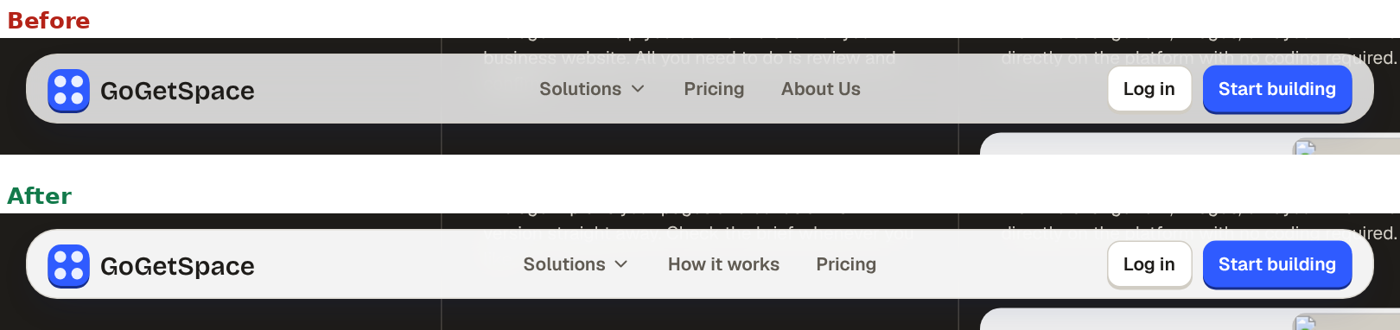 Before
business website. All you need to do is review and
directly on the platform with no coding required.
GoGetSpace
Solutions
Pricing
About Us
Log in
Start building
After
GoGetSpace
Solutions
How it works
Pricing
Log in
Start building